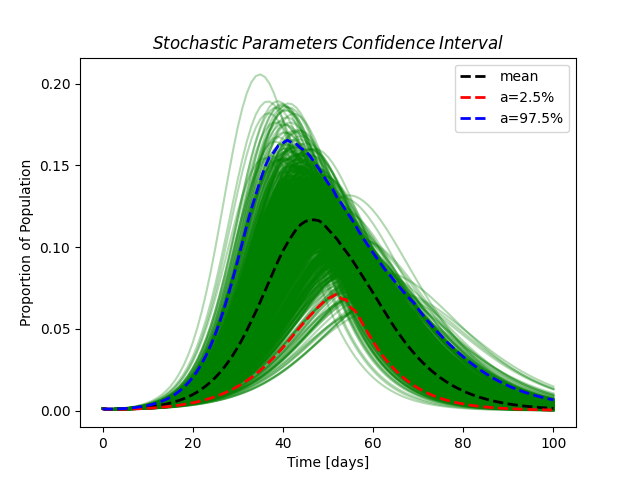 Stochastic Parameters Confidence Interval
mean
a=2.5%
a=97.5%
Proportion of Population
0.20
0.15
0.10
0.05
0.00
0 20 40 60 80 100
Time [days]